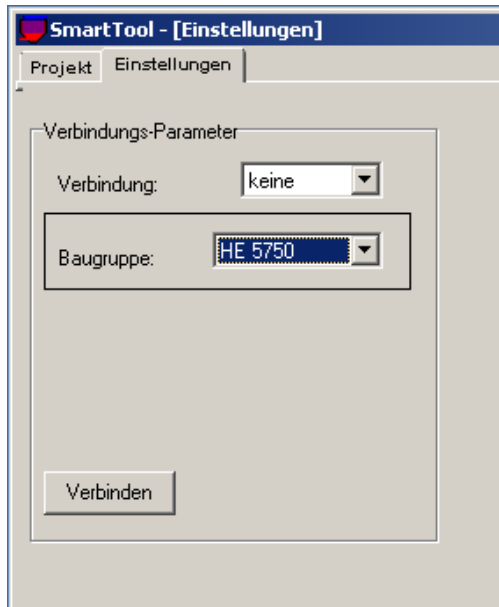 SmartTool - [Einstellungen]
Projekt Einstellungen
Verbindungs-Parameter
Verbindung: keine
Baugruppe: HE 5750
Verbinden